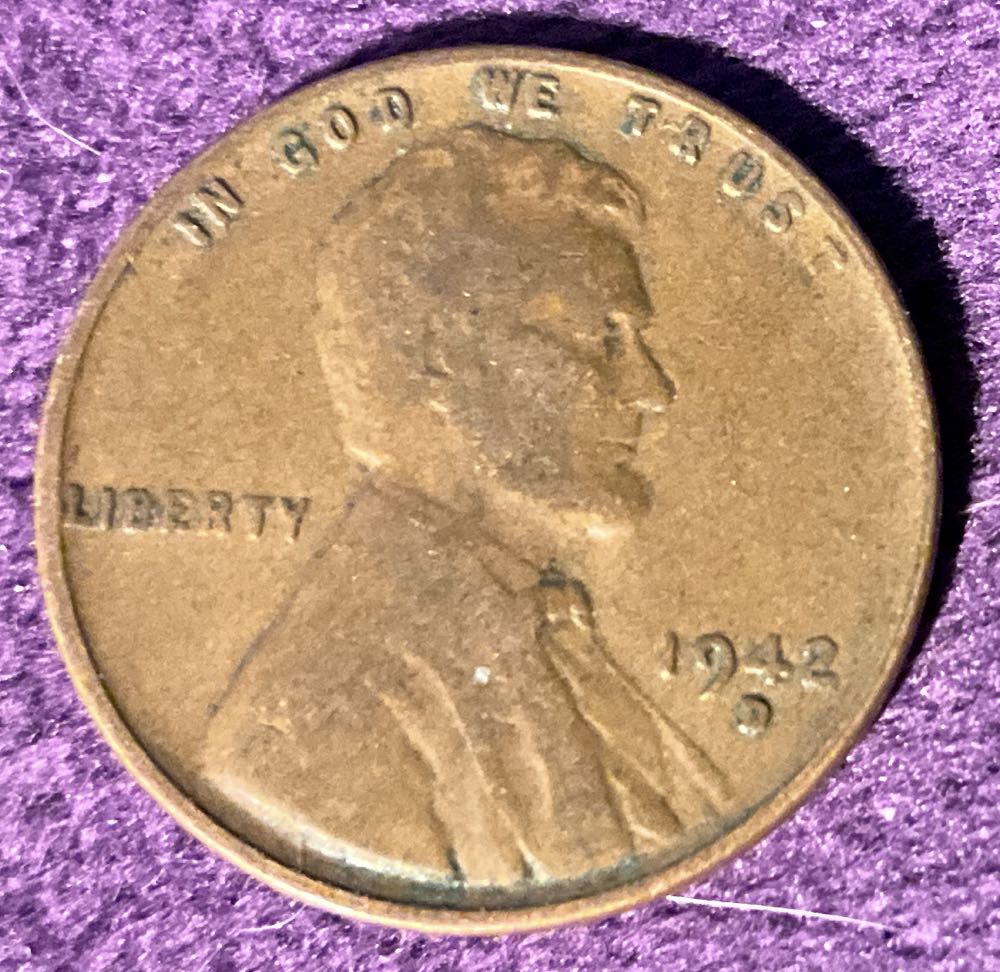 IN GOD WE TRUST
LIBERTY
1942
D